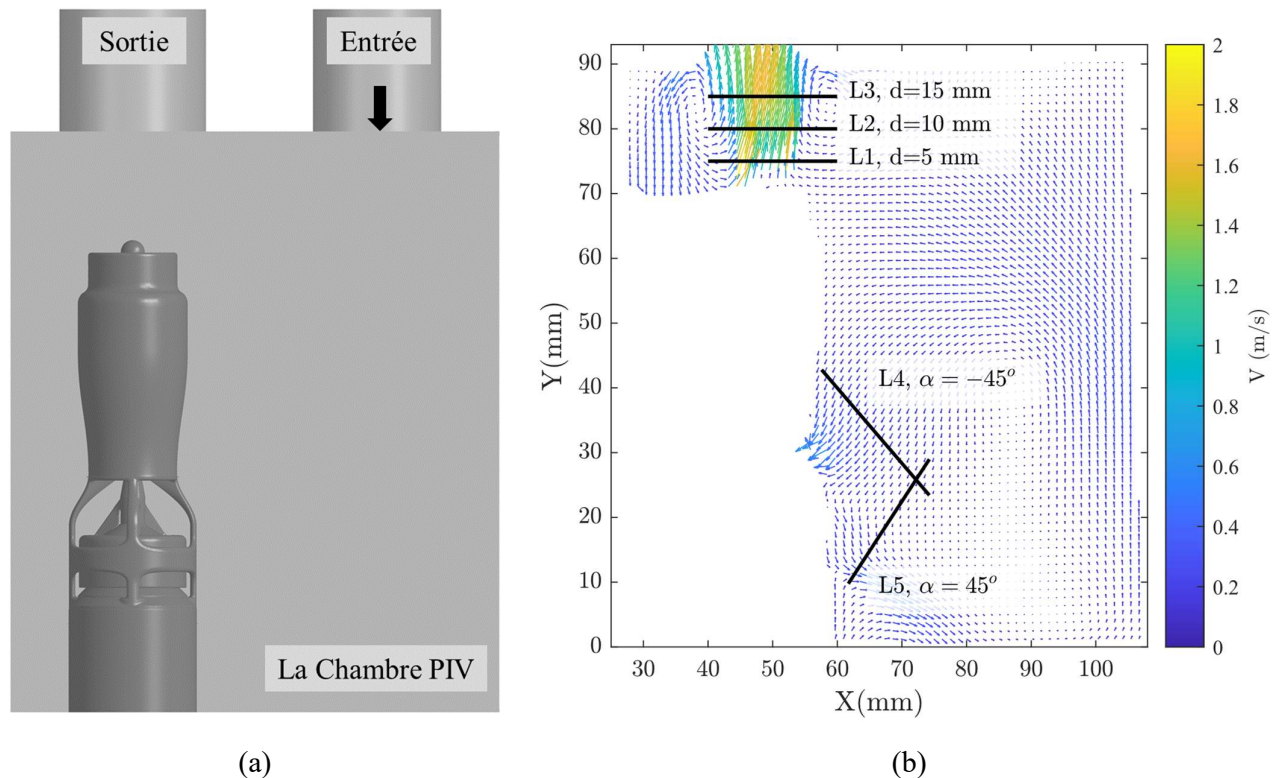 Sortie
Entrée
La Chambre PIV
(a)
90
80
70
60
50
40
30
20
10
0
Y(mm)
L3, d=15 mm
L2, d=10 mm
L1, d=5 mm
L4, α = −45°
L5, α = 45°
30 40 50 60 70 80 90 100
X(mm)
2
1.8
1.6
1.4
1.2
1
0.8
0.6
0.4
0.2
0
V (m/s)
(b)